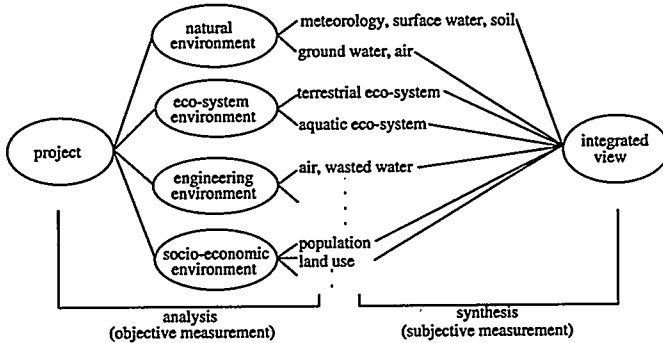 natural
environment
meteorology, surface water, soil
ground water, air
eco-system
environment
terrestrial eco-system
aquatic eco-system
project
engineering
environment
air, wasted water
socio-economic
environment
population
land use
integrated
view
analysis
(objective measurement)
synthesis
(subjective measurement)